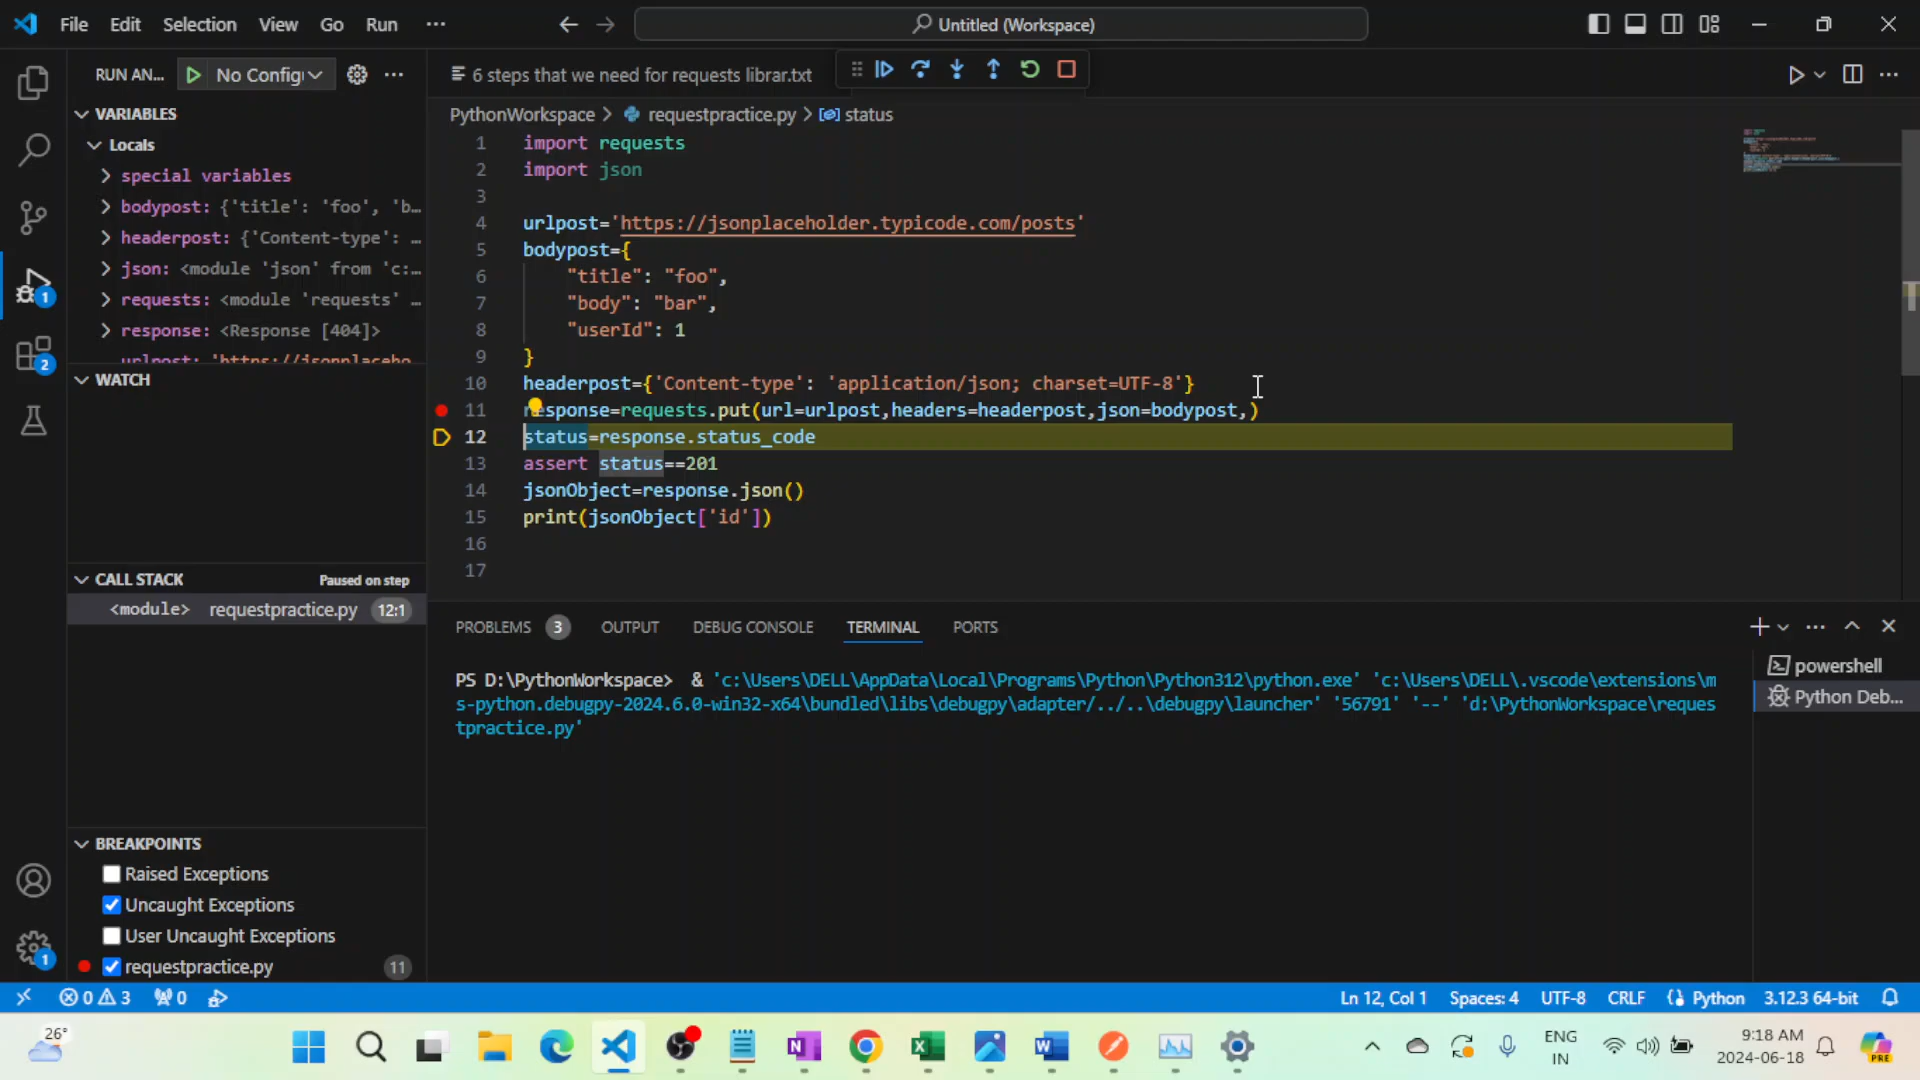 File Edit Selection View Go Run ··· Untitled (Workspace)
RUN AN... No Config
6 steps that we need for requests librar.txt
VARIABLES
Locals
special variables
bodypost: {'title': 'foo', 'b...
headerpost: {'Content-type': ...
json: <module 'json' from 'c:...
requests: <module 'requests' ...
response: <Response [404]>
urlpost: 'https://jsonplaceho
WATCH
CALL STACK Paused on step
<module> requestpractice.py 12:1
BREAKPOINTS
Raised Exceptions
Uncaught Exceptions
User Uncaught Exceptions
requestpractice.py 11
PythonWorkspace > requestpractice.py > status
1 import requests
2 import json
3
4 urlpost='https://jsonplaceholder.typicode.com/posts'
5 bodypost={
6 "title": "foo",
7 "body": "bar",
8 "userId": 1
9 }
10 headerpost={'Content-type': 'application/json; charset=UTF-8'}
11 response=requests.put(url=urlpost,headers=headerpost,json=bodypost,)
12 status=response.status_code
13 assert status==201
14 jsonObject=response.json()
15 print(jsonObject['id'])
16
17
PROBLEMS 3 OUTPUT DEBUG CONSOLE TERMINAL PORTS
PS D:\PythonWorkspace> & 'c:\Users\DELL\AppData\Local\Programs\Python\Python312\python.exe' 'c:\Users\DELL\.vscode\extensions\m
s-python.debugpy-2024.6.0-win32-x64\bundled\libs\debugpy\adapter/../..\debugpy\launcher' '56791' '--' 'd:\PythonWorkspace\reques
tpractice.py'
powershell
Python Deb...
1
2
1
0 3 0
Ln 12, Col 1 Spaces: 4 UTF-8 CRLF Python 3.12.3 64-bit
26°
ENG
IN
9:18 AM
2024-06-18
PRE